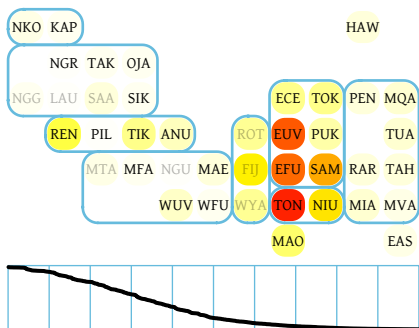 NKO KAP HAW
NGR TAK OJA
NGG LAU SAA SIK ECE TOK PEN MQA
REN PIL TIK ANU ROT EUV PUK TUA
MTA MFA NGU MAE FIJ EFU SAM RAR TAH
WUV WFU WYA TON NIU MIA MVA
MAO EAS